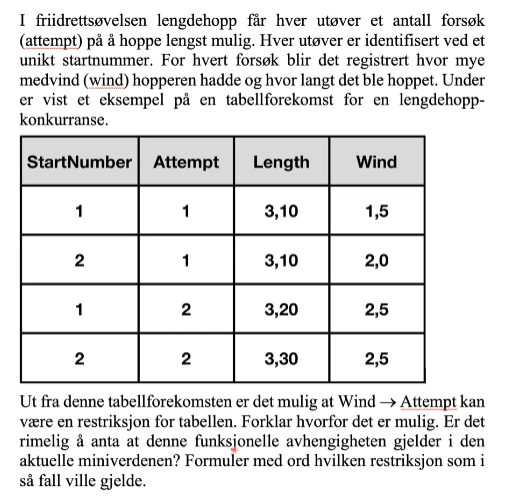 I friidrettsøvelsen lengdehopp får hver utøver et antall forsøk
(attempt) på å hoppe lengst mulig. Hver utøver er identifisert ved et
unikt startnummer. For hvert forsøk blir det registrert hvor mye
medvind (wind) hopperen hadde og hvor langt det ble hoppet. Under
er vist et eksempel på en tabellforekomst for en lengdehopp-
konkurranse.
StartNumber Attempt Length Wind
1 1 3,10 1,5
2 1 3,10 2,0
1 2 3,20 2,5
2 2 3,30 2,5
Ut fra denne tabellforekomsten er det mulig at Wind → Attempt kan
være en restriksjon for tabellen. Forklar hvorfor det er mulig. Er det
rimelig å anta at denne funksjonelle avhengigheten gjelder i den
aktuelle miniverdenen? Formuler med ord hvilken restriksjon som i
så fall ville gjelde.